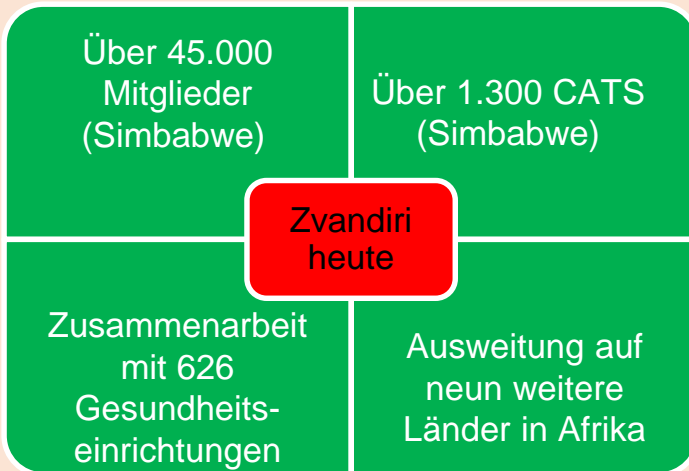 Über 45.000
Mitglieder
(Simbabwe)
Über 1.300 CATS
(Simbabwe)
Zvandiri
heute
Zusammenarbeit
mit 626
Gesundheits-
einrichtungen
Ausweitung auf
neun weitere
Länder in Afrika